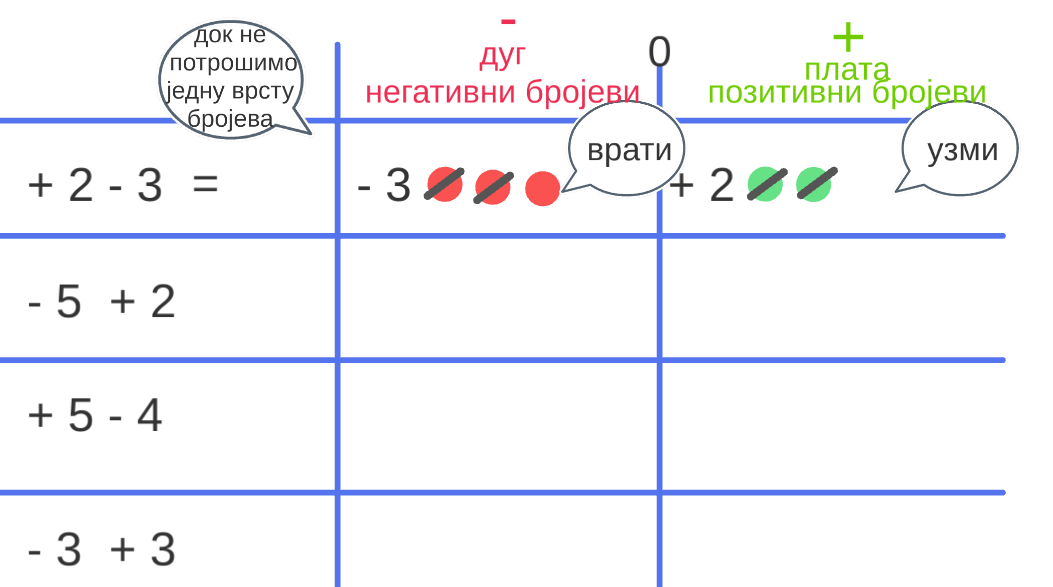 док не
потрошимо
једну врсту
бројева
-
дуг
негативни бројеви
0
+
плата
позитивни бројеви
+ 2 - 3 =
- 3
врати
+ 2
узми
- 5 + 2
+ 5 - 4
- 3 + 3